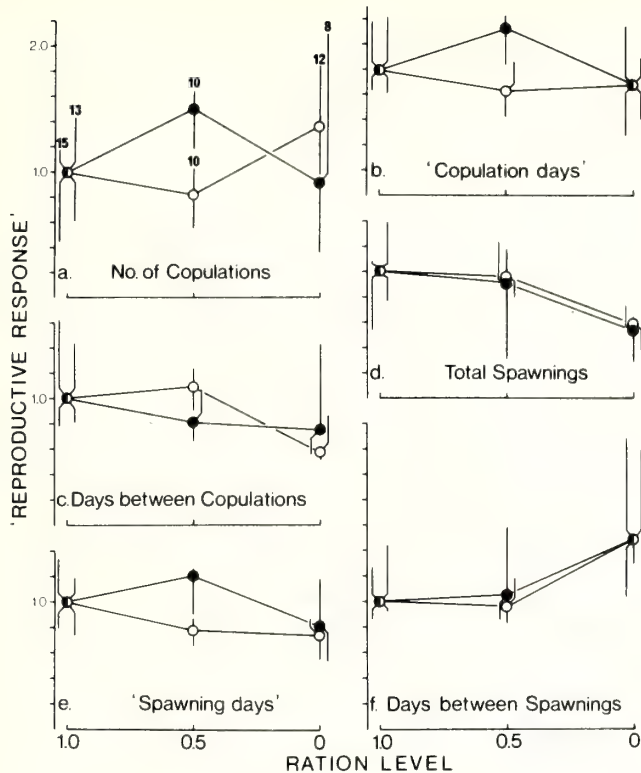 'REPRODUCTIVE RESPONSE'
2.0
1.0
15
13
10
10
12
8
a. No. of Copulations
b. 'Copulation days'
1.0
c. Days between Copulations
d. Total Spawnings
1.0
e. 'Spawning days'
f. Days between Spawnings
1.0 0.5 0 1.0 0.5 0
RATION LEVEL